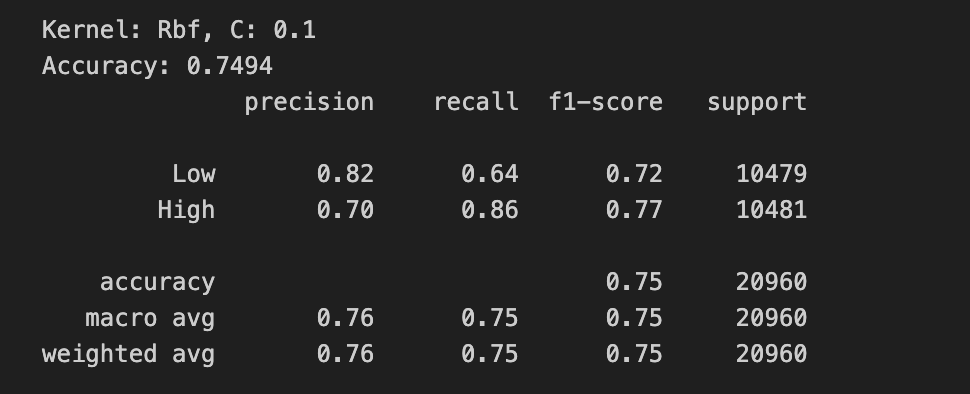 Kernel: Rbf, C: 0.1
Accuracy: 0.7494
precision recall f1-score support
Low 0.82 0.64 0.72 10479
High 0.70 0.86 0.77 10481
accuracy 0.75 20960
macro avg 0.76 0.75 0.75 20960
weighted avg 0.76 0.75 0.75 20960